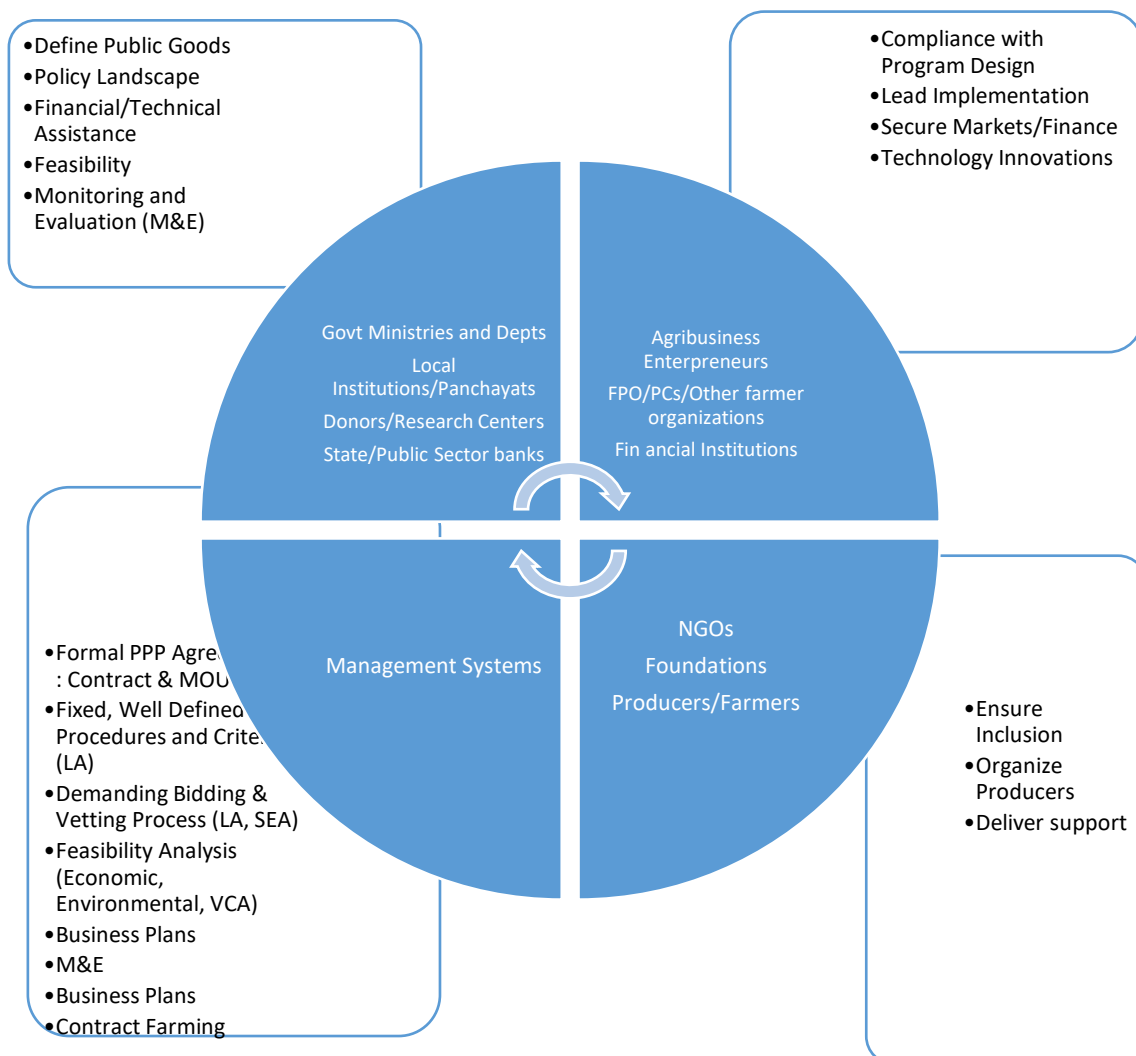 •Define Public Goods
•Policy Landscape
•Financial/Technical
Assistance
•Feasibility
•Monitoring and
Evaluation (M&E)
•Compliance with
Program Design
•Lead Implementation
•Secure Markets/Finance
•Technology Innovations
Govt Ministries and Depts
Local
Institutions/Panchayats
Donors/Research Centers
State/Public Sector banks
Agribusiness
Enterpreneurs
FPO/PCs/Other farmer
organizations
Fin ancial Institutions
Management Systems
NGOs
Foundations
Producers/Farmers
•Formal PPP
: Contract & MOU
•Fixed, Well Defined
Procedures and
(LA)
•Demanding Bidding &
Vetting Process (LA, SEA)
•Feasibility Analysis
(Economic,
Environmental, VCA)
•Business Plans
•M&E
•Business Plans
•Contract Farming
•Ensure
Inclusion
•Organize
Producers
•Deliver support